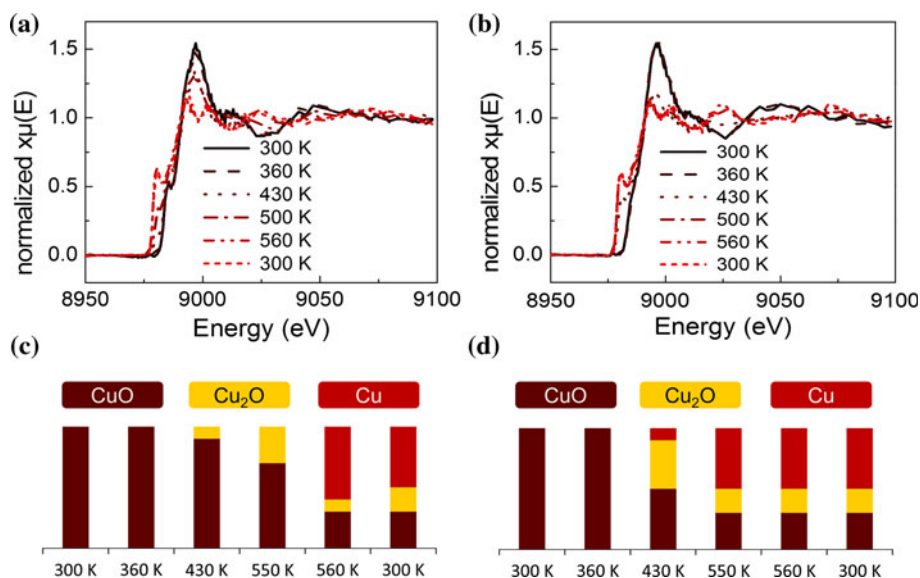 (a)
normalized xμ(E)
1.5
1.0
0.5
0.0
300 K
360 K
430 K
500 K
560 K
300 K
8950 9000 9050 9100
Energy (eV)
(b)
normalized xμ(E)
1.5
1.0
0.5
0.0
300 K
360 K
430 K
500 K
560 K
300 K
8950 9000 9050 9100
Energy (eV)
(c)
CuO Cu₂O Cu
300 K 360 K 430 K 550 K 560 K 300 K
(d)
CuO Cu₂O Cu
300 K 360 K 430 K 550 K 560 K 300 K